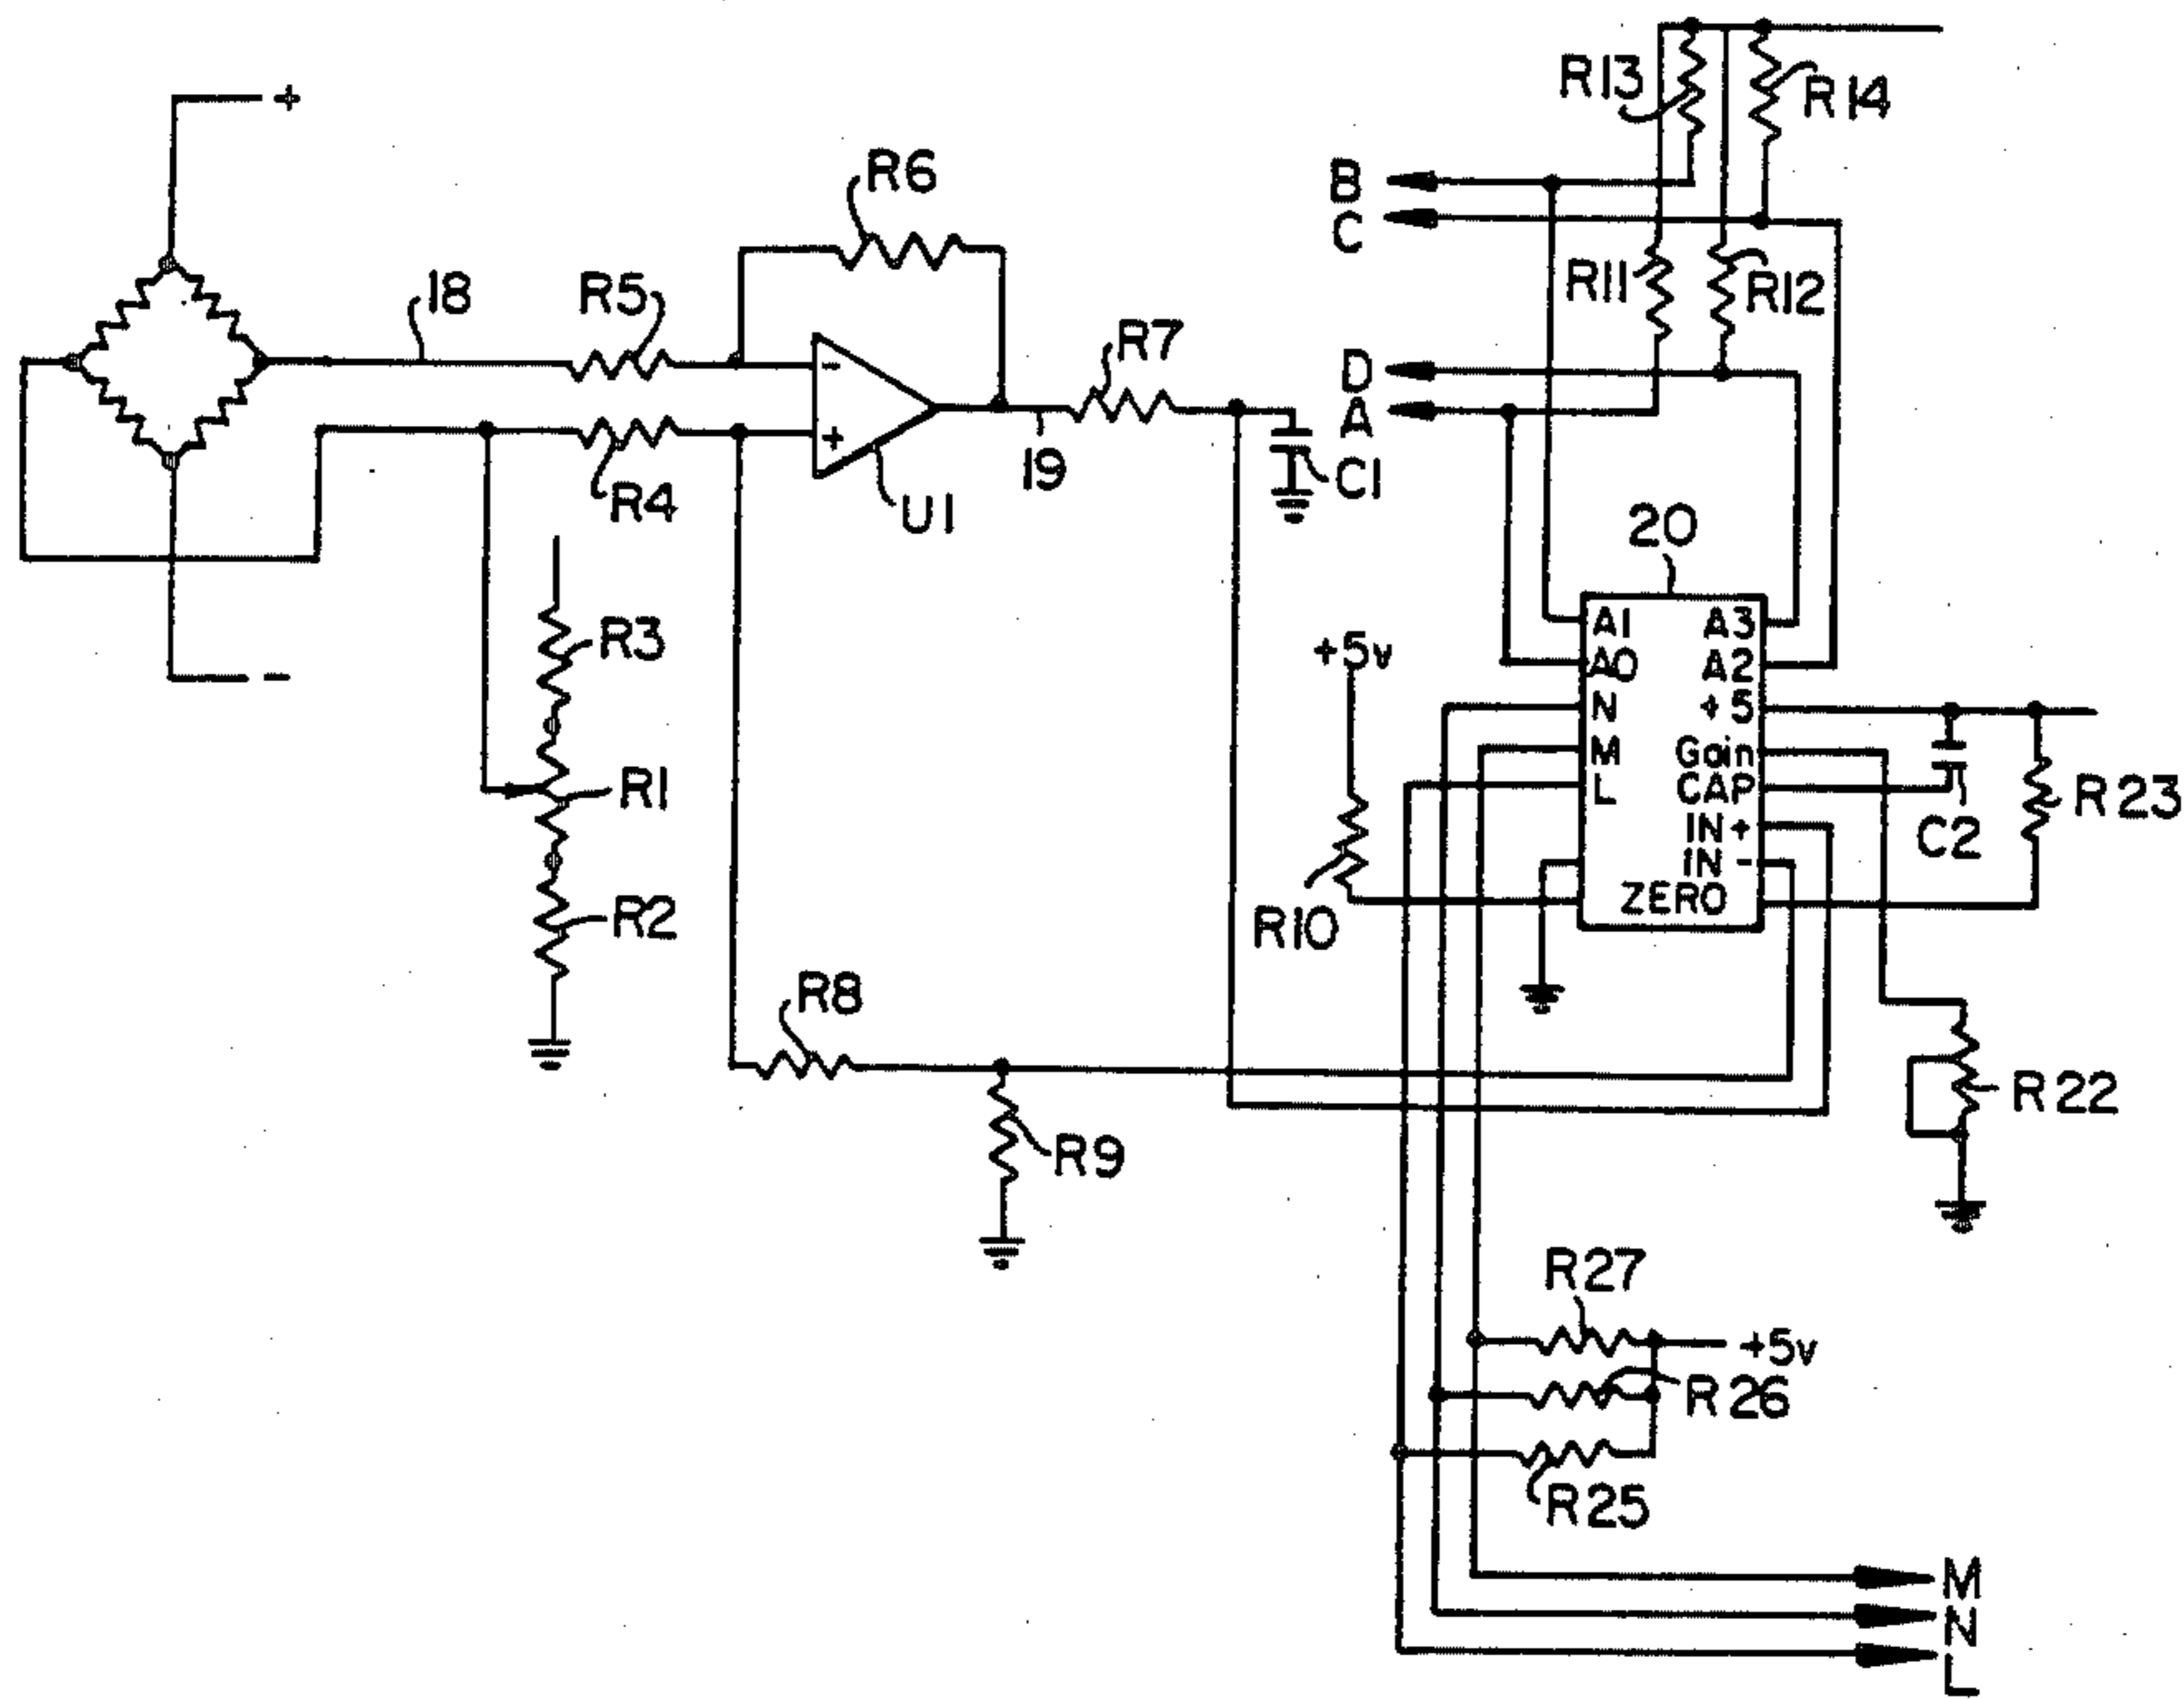 +
R13
R14
B
C
R6
18
R5
R11
R12
R7
D
A
-
+
19
C1
R4
U1
20
R3
+5v
A1 A3
A0 A2
N +5
M Gain
L CAP
IN +
IN -
ZERO
-
R1
C2
R23
R2
R10
R8
R22
R9
R27
+5v
R26
R25
M
N
L